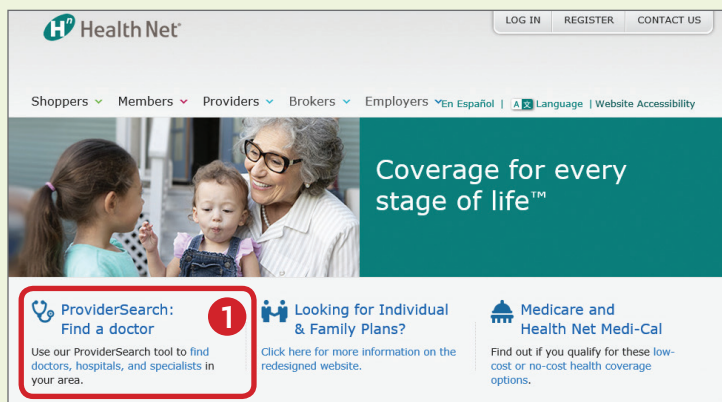 LOG IN REGISTER CONTACT US
Hn Health Net®
Shoppers Members Providers Brokers Employers En Español | A文 Language | Website Accessibility
Coverage for every
stage of life™
ProviderSearch:
Find a doctor
1
Use our ProviderSearch tool to find
doctors, hospitals, and specialists in
your area.
Looking for Individual
& Family Plans?
Click here for more information on the
redesigned website.
Medicare and
Health Net Medi-Cal
Find out if you qualify for these low-
cost or no-cost health coverage
options.